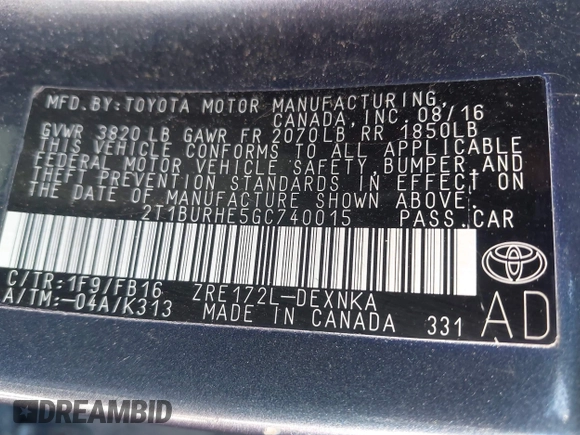 MFD.BY:TOYOTA MOTOR MANUFACTURING,
CANADA, INC. 08/16
GVWR 3820LB GAWR FR 2070LB, RR 1850LB
THIS VEHICLE CONFORMS TO ALL APPLICABLE
FEDERAL MOTOR VEHICLE SAFETY, BUMPER, AND
THEFT PREVENTION STANDARDS IN EFFECT ON
THE DATE OF MANUFACTURE SHOWN ABOVE.
2T1BURHE5GC740015 PASS.CAR
C/TR:1F9/FB16 ZRE172L-DEXNKA
A/TM:-04A/K313 MADE IN CANADA 331
AD
DREAMBID